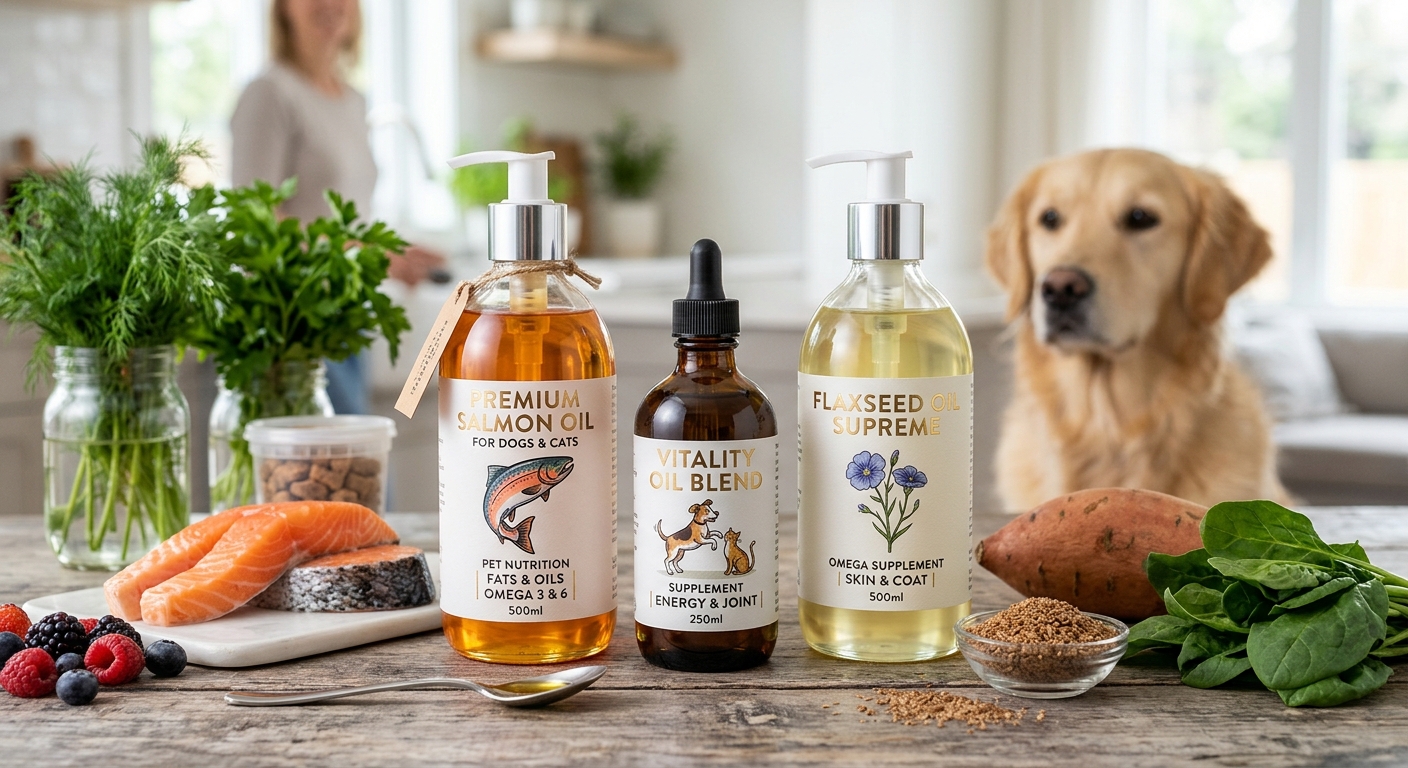 PREMIUM
SALMON OIL
FOR DOGS & CATS
PET NUTRITION
FATS & OILS
OMEGA 3 & 6
500ml
VITALITY
OIL BLEND
SUPPLEMENT
ENERGY & JOINT
250ml
FLAXSEED OIL
SUPREME
OMEGA SUPPLEMENT
SKIN & COAT
500ml